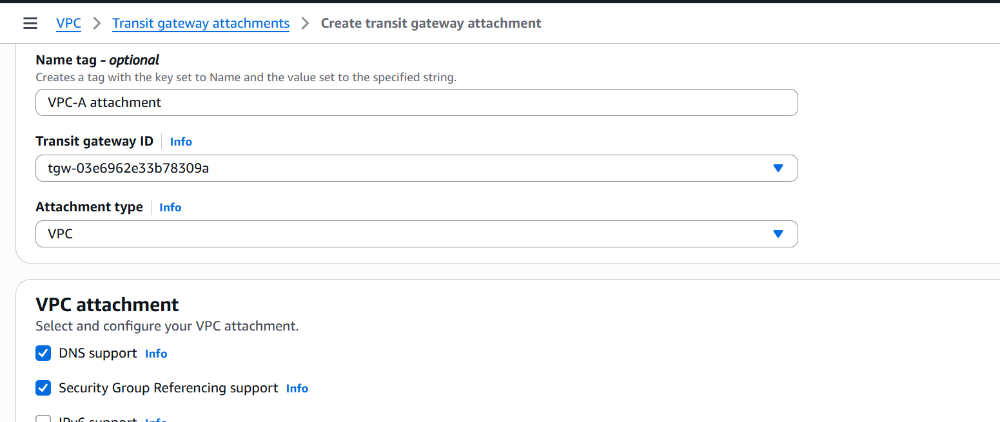 VPC > Transit gateway attachments > Create transit gateway attachment
Name tag - optional
Creates a tag with the key set to Name and the value set to the specified string.
VPC-A attachment
Transit gateway ID Info
tgw-03e6962e33b78309a
Attachment type Info
VPC
VPC attachment
Select and configure your VPC attachment.
DNS support Info
Security Group Referencing support Info
IPv6 support Info